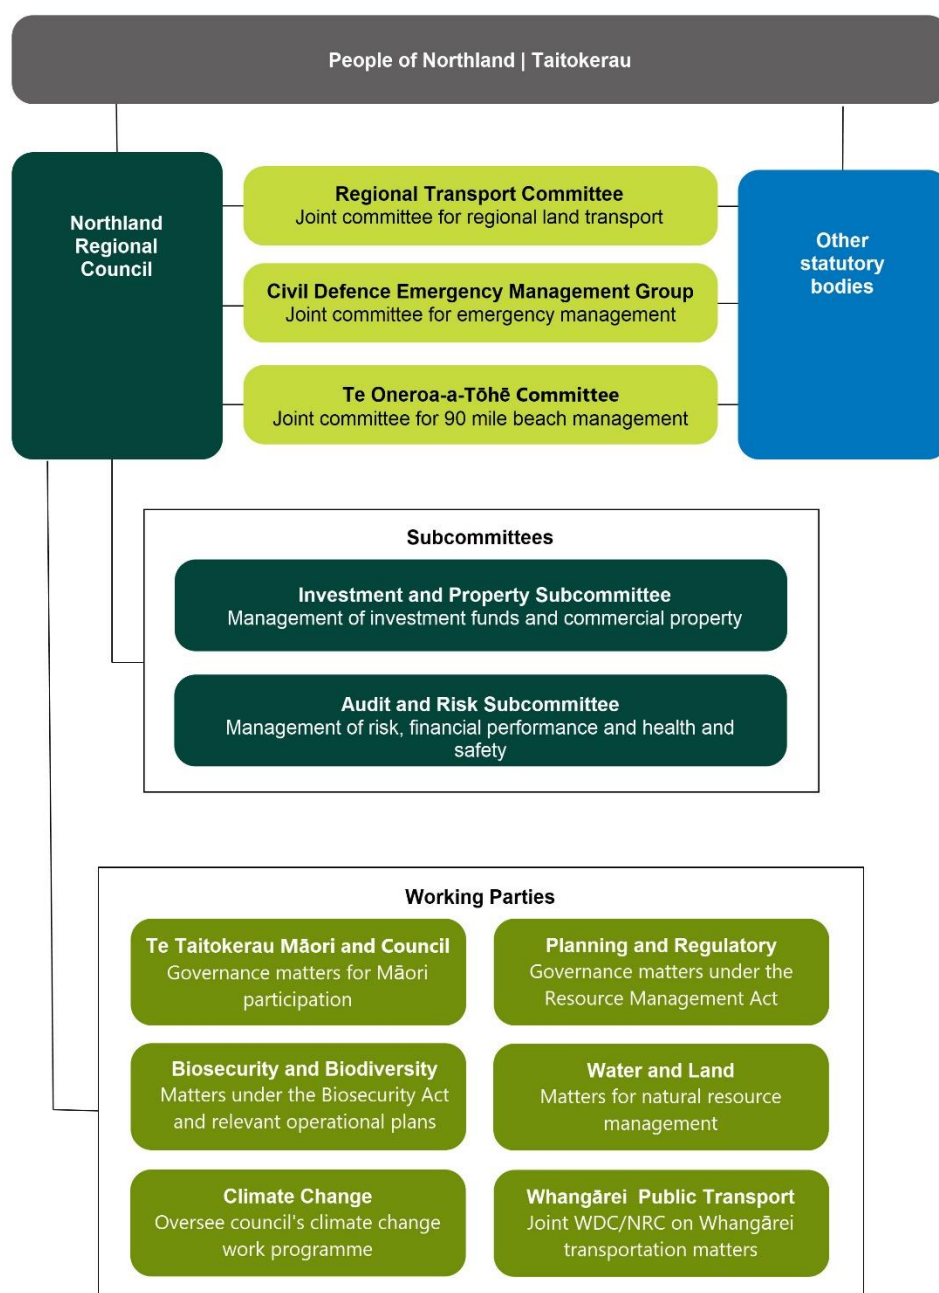 People of Northland | Taitokerau
Northland
Regional
Council
Regional Transport Committee
Joint committee for regional land transport
Civil Defence Emergency Management Group
Joint committee for emergency management
Te Oneroa-a-Tōhē Committee
Joint committee for 90 mile beach management
Other
statutory
bodies
Subcommittees
Investment and Property Subcommittee
Management of investment funds and commercial property
Audit and Risk Subcommittee
Management of risk, financial performance and health and
safety
Working Parties
Te Taitokerau Māori and Council
Governance matters for Māori
participation
Planning and Regulatory
Governance matters under the
Resource Management Act
Biosecurity and Biodiversity
Matters under the Biosecurity Act
and relevant operational plans
Water and Land
Matters for natural resource
management
Climate Change
Oversee council's climate change
work programme
Whangārei Public Transport
Joint WDC/NRC on Whangārei
transportation matters